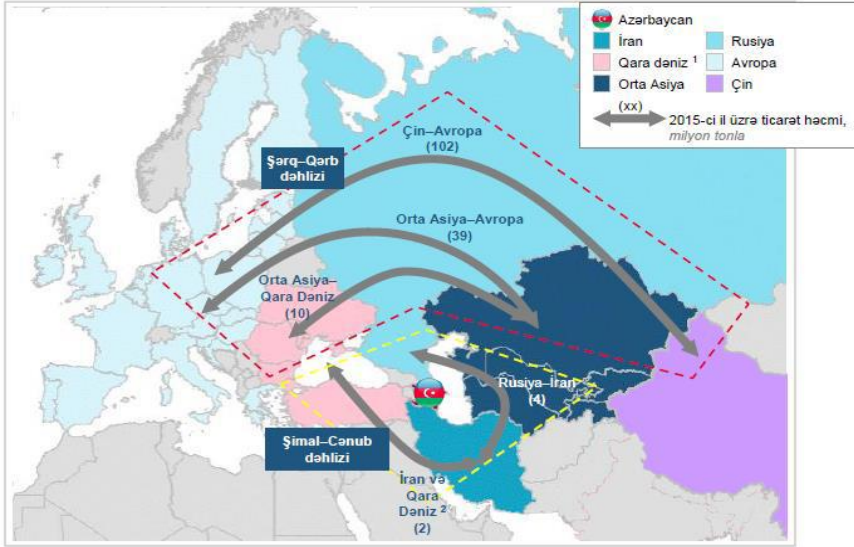 Azərbaycan
İran
Qara dəniz ¹
Orta Asiya
Rusiya
Avropa
Çin
(xx)
2015-ci il üzrə ticarət həcmi,
milyon tonla
Çin–Avropa
(102)
Şərq–Qərb
dəhlizi
Orta Asiya–Avropa
(39)
Orta Asiya–
Qara Dəniz
(10)
Rusiya–İran
(4)
Şimal–Cənub
dəhlizi
İran və
Qara
Dəniz ²
(2)